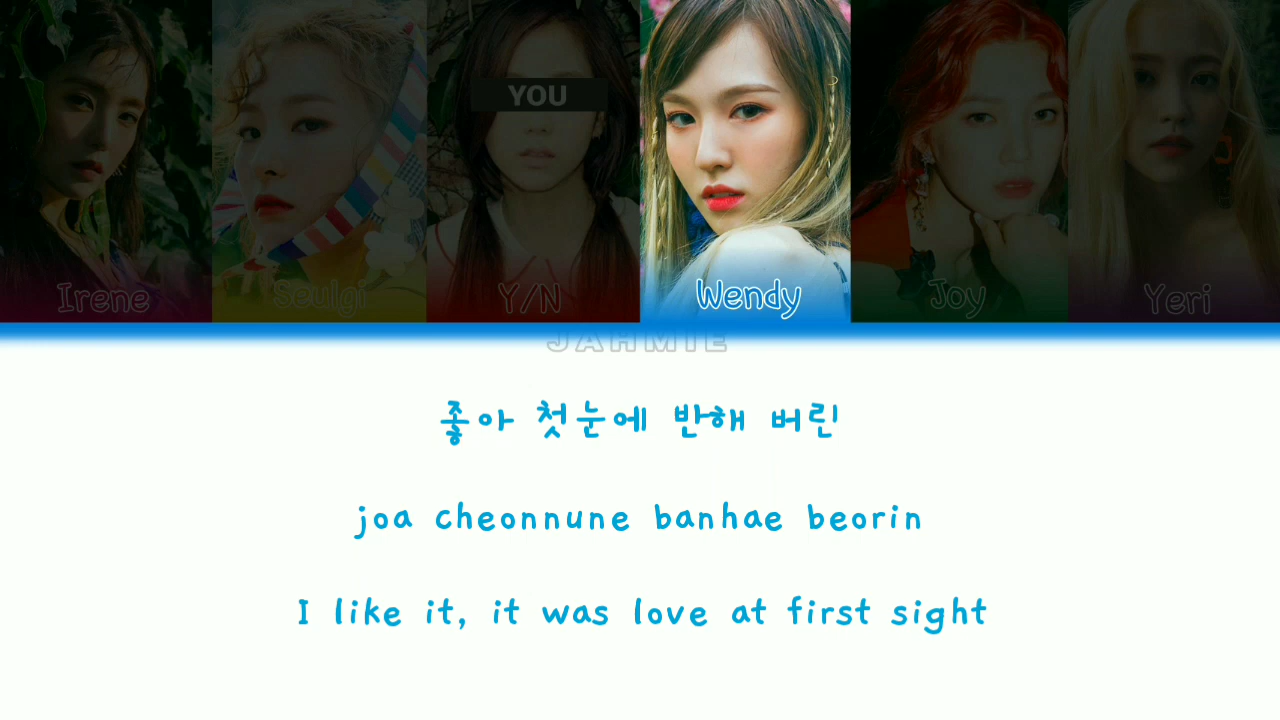 YOU
Irene Seulgi Y/N Wendy Joy Yeri
JAHMIE
좋아 첫눈에 반해 버린
joa cheonnune banhae beorin
I like it, it was love at first sight